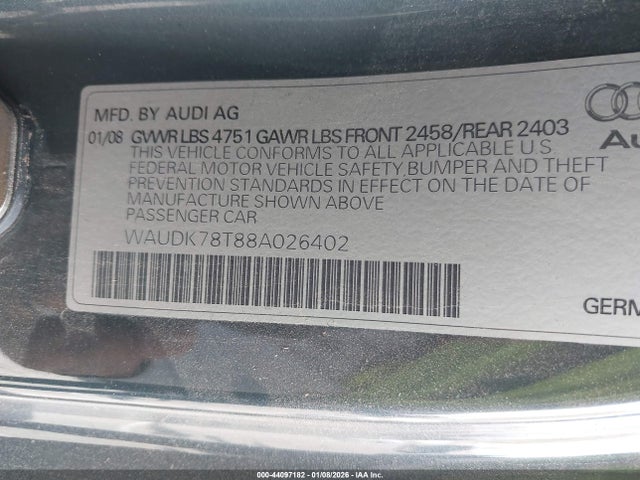 MFD. BY AUDI AG
01/08 GVWR LBS 4751 GAWR LBS FRONT 2458/REAR 2403
THIS VEHICLE CONFORMS TO ALL APPLICABLE U S
FEDERAL MOTOR VEHICLE SAFETY, BUMPER AND THEFT
PREVENTION STANDARDS IN EFFECT ON THE DATE OF
MANUFACTURE SHOWN ABOVE
PASSENGER CAR
WAUDK78T88A026402
Au
GERM
000-44097182 - 01/08/2026 - IAA Inc.